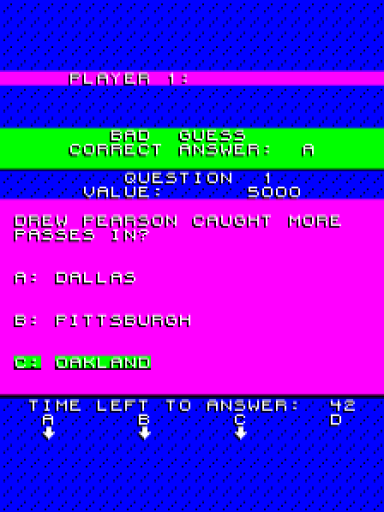 PLAYER 1:
BAD GUESS
CORRECT ANSWER: A
QUESTION 1
VALUE: 5000
DREW PEARSON CAUGHT MORE
PASSES IN?
A: DALLAS
B: PITTSBURGH
C: OAKLAND
TIME LEFT TO ANSWER: 42
A B C D